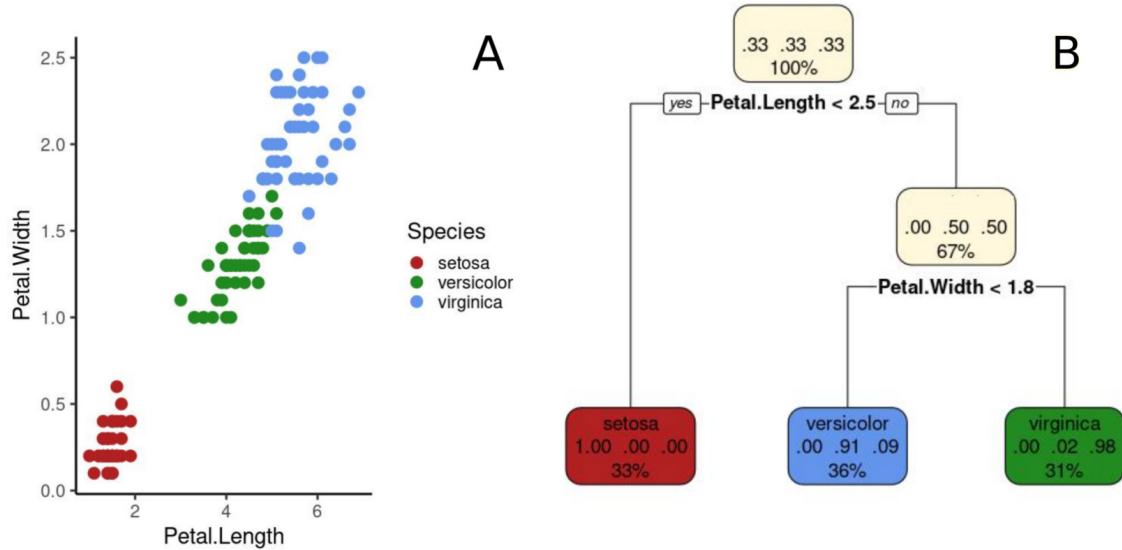 A
2.5
2.0
1.5
1.0
0.5
0.0
2 4 6
Petal.Width
Petal.Length
Species
setosa
versicolor
virginica
B
.33 .33 .33
100%
yes Petal.Length < 2.5 no
.00 .50 .50
67%
Petal.Width < 1.8
setosa
1.00 .00 .00
33%
versicolor
.00 .91 .09
36%
virginica
.00 .02 .98
31%